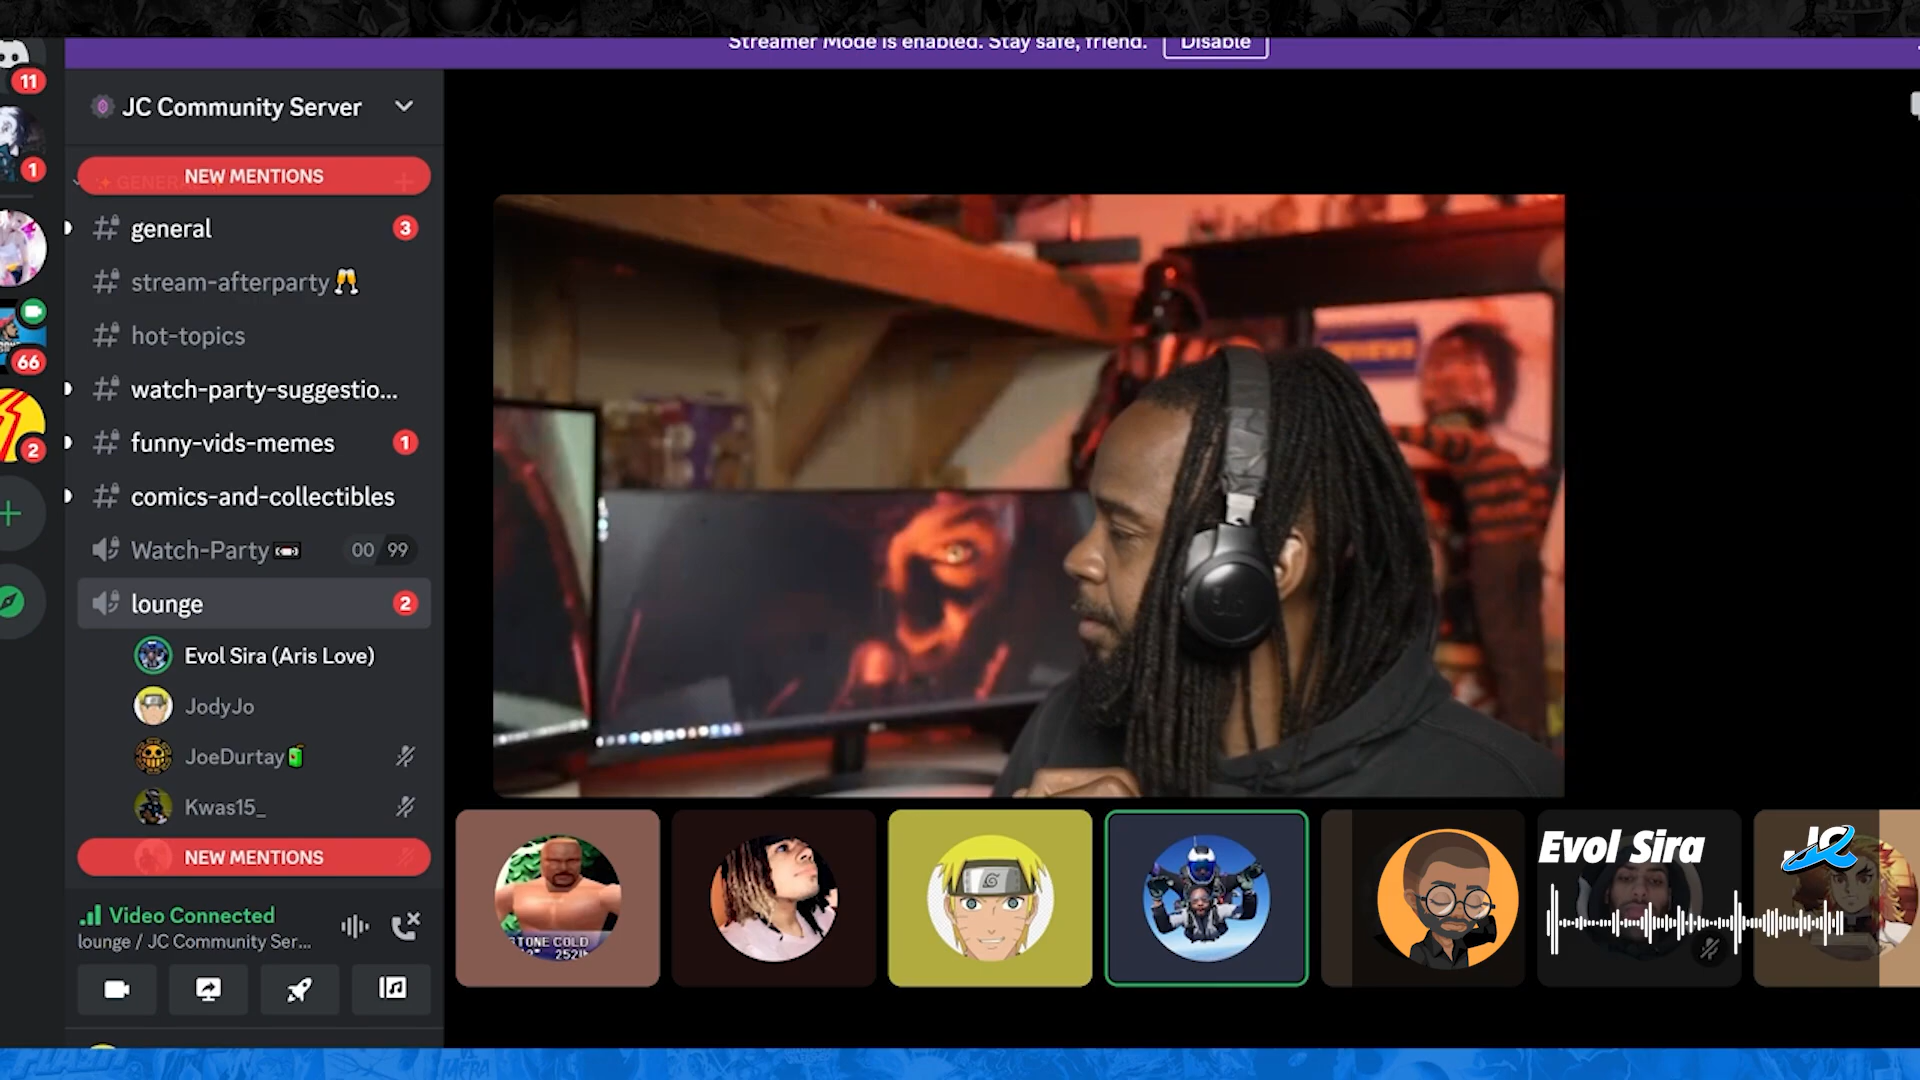 Streamer Mode is enabled. Stay safe, friend.
Disable
11
1
66
2
JC Community Server
NEW MENTIONS
general
3
stream-afterparty
hot-topics
watch-party-suggestio...
funny-vids-memes
1
comics-and-collectibles
Watch-Party
00 99
lounge
2
Evol Sira (Aris Love)
JodyJo
JoeDurtay
Kwas15_
NEW MENTIONS
Video Connected
lounge / JC Community Ser...
STONE COLD
252lb
Evol Sira
JC